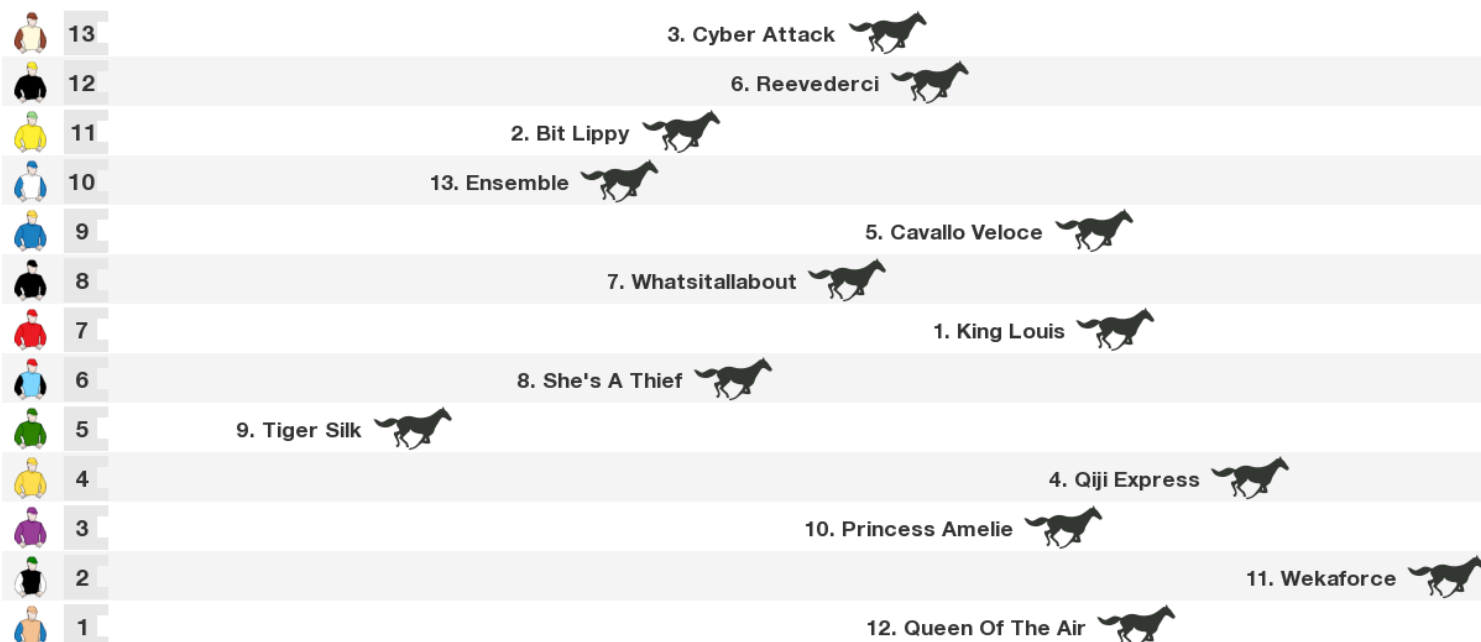 13 3. Cyber Attack
12 6. Reevederci
11 2. Bit Lippy
10 13. Ensemble
9 5. Cavallo Veloce
8 7. Whatsitallabout
7 1. King Louis
6 8. She's A Thief
5 9. Tiger Silk
4 4. Qiji Express
3 10. Princess Amelie
2 11. Wekaforce
1 12. Queen Of The Air